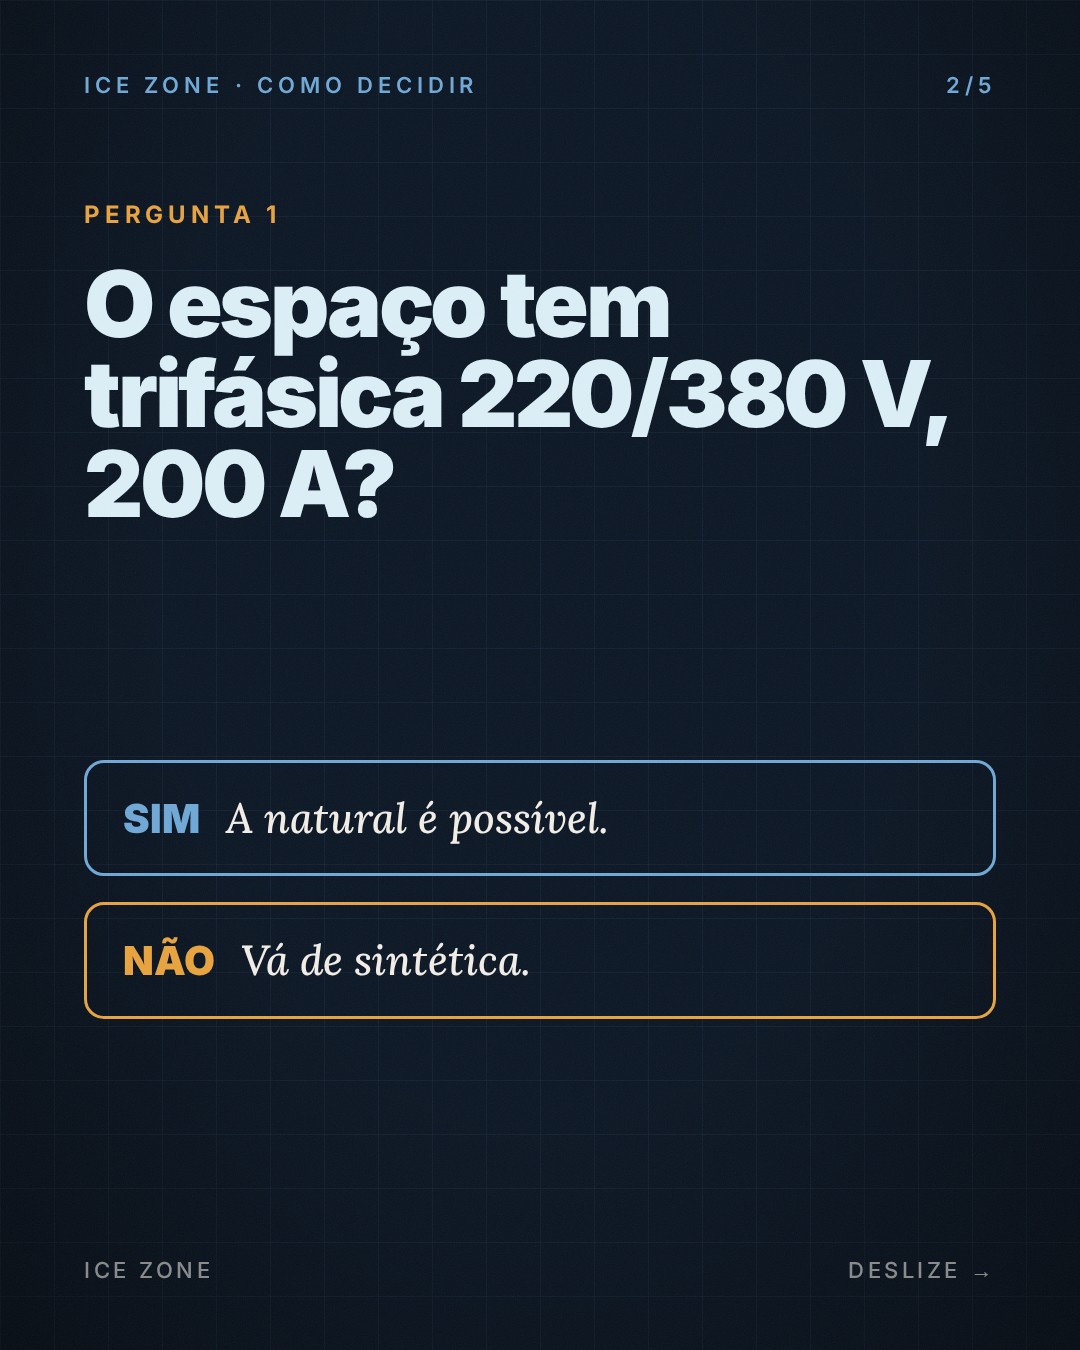 ICE ZONE · COMO DECIDIR
2/5
PERGUNTA 1
O espaço tem
trifásica 220/380 V,
200 A?
SIM A natural é possível.
NÃO Vá de sintética.
ICE ZONE
DESLIZE →